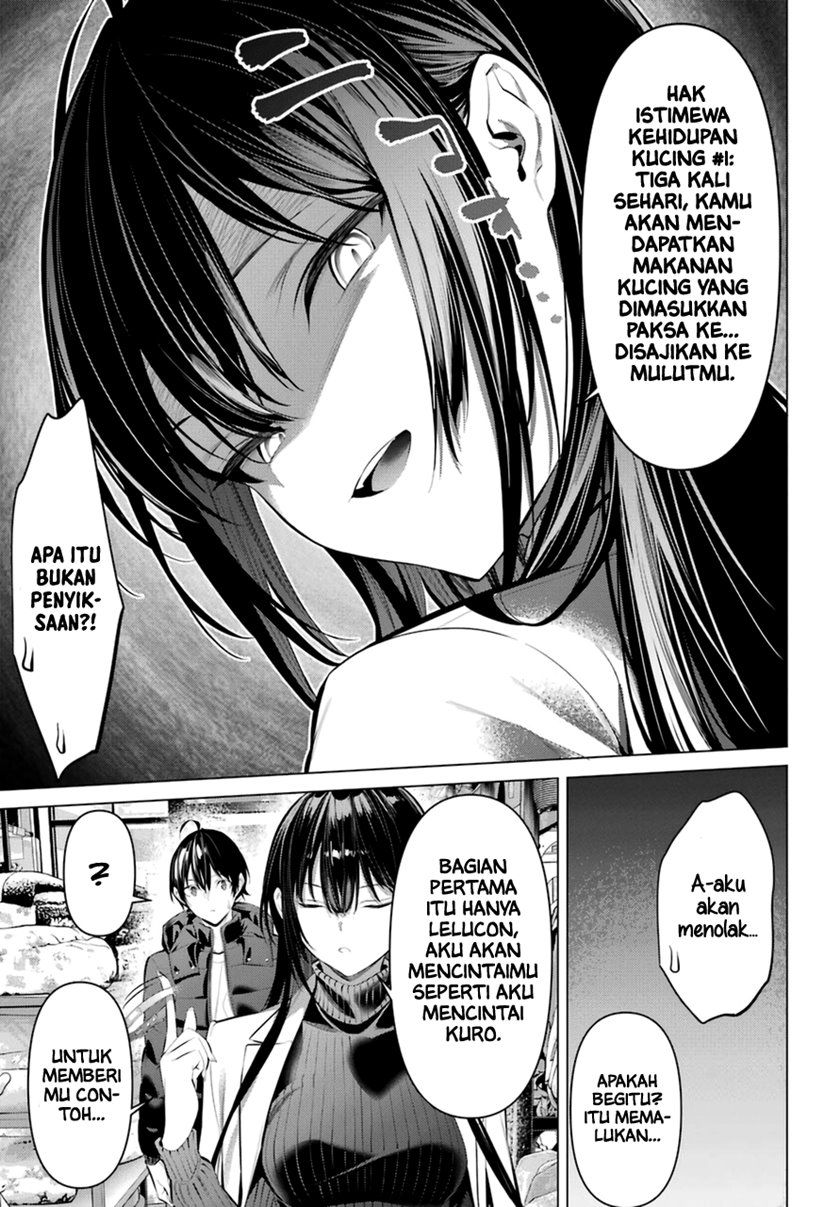 HAK
ISTIMEWA
KEHIDUPAN
KUCING #1:
TIGA KALI
SEHARI, KAMU
AKAN MEN-
DAPATKAN
MAKANAN
KUCING YANG
DIMASUKKAN
PAKSA KE...
DISAJIKAN KE
MULUTMU.
ニヤ…
APA ITU
BUKAN
PENYIK-
SAAN?!
A-aku
akan
menolak...
APAKAH
BEGITU?
ITU MEMA-
LUKAN...
BAGIAN
PERTAMA
ITU HANYA
LELUCON,
AKU AKAN
MENCINTAIMU
SEPERTI AKU
MENCINTAI
KURO.
?
UNTUK
MEMBERI
MU CON-
TOH...